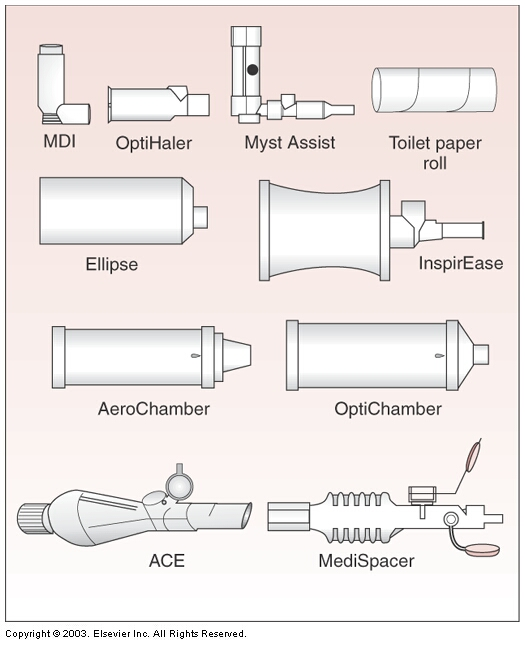 MDI
OptiHaler
Myst Assist
Toilet paper
roll
Ellipse
InspirEase
AeroChamber
OptiChamber
ACE
MediSpacer
Copyright © 2003. Elsevier Inc. All Rights Reserved.